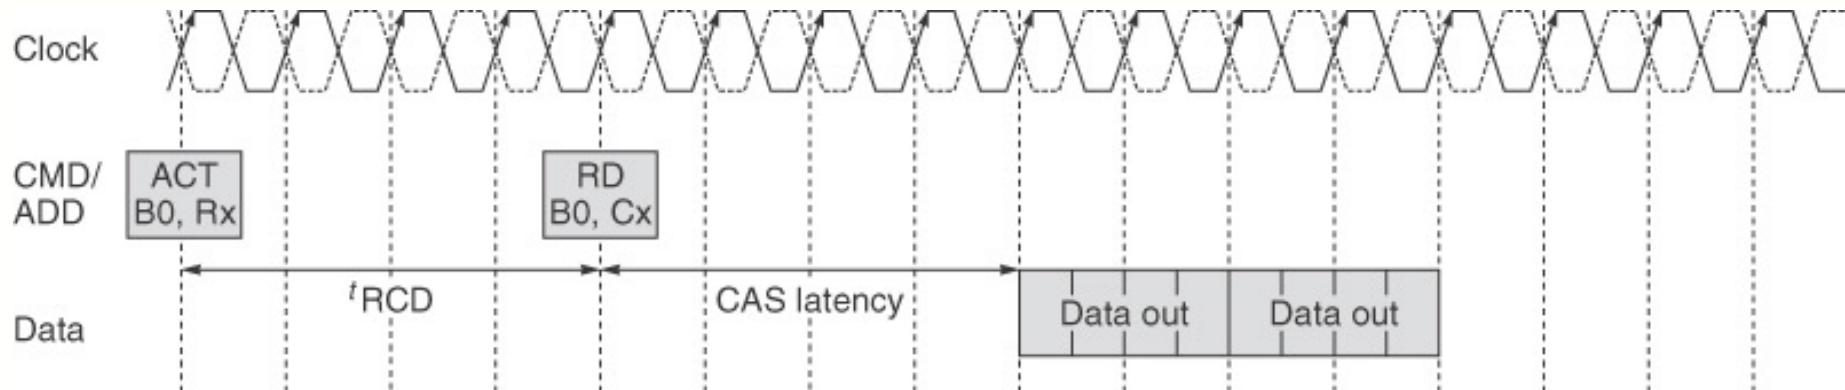 Clock
CMD/
ADD
ACT
B0, Rx
RD
B0, Cx
tRCD
CAS latency
Data
Data out
Data out